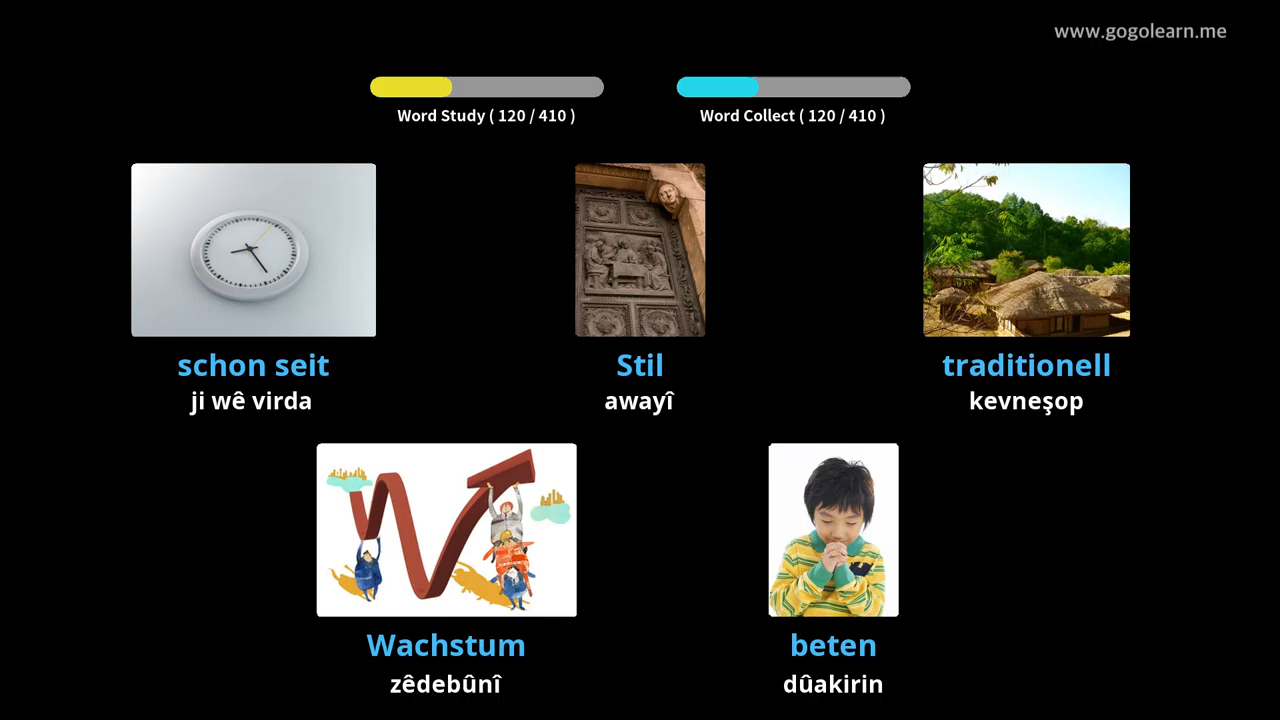 www.gogolearn.me
Word Study ( 120 / 410 )
Word Collect ( 120 / 410 )
schon seit
ji wê virda
Stil
awayî
traditionell
kevneşop
Wachstum
zêdebûnî
beten
dûakirin